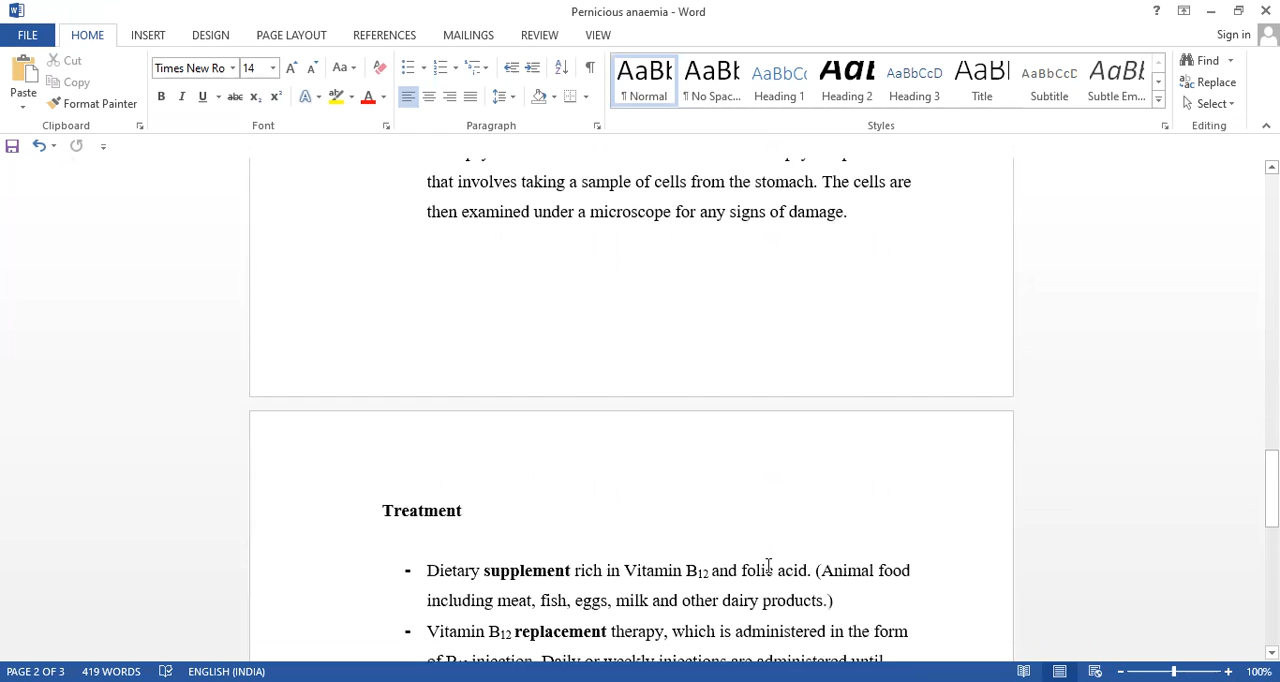 Pernicious anaemia - Word
?
FILE HOME INSERT DESIGN PAGE LAYOUT REFERENCES MAILINGS REVIEW VIEW Sign in
Paste
Cut
Copy
Format Painter
Clipboard
Times New Ro 14 A A Aa
B I U abc X₂ X² A A
Font
Paragraph
AaBb AaBb AaBbCc AaB AaBbCcD AaBb AaBbCcD AaBbC
¶ Normal ¶ No Spac... Heading 1 Heading 2 Heading 3 Title Subtitle Subtle Em...
Styles
Find
Replace
Select
Editing
that involves taking a sample of cells from the stomach. The cells are
then examined under a microscope for any signs of damage.
Treatment
- Dietary supplement rich in Vitamin B₁₂ and folic acid. (Animal food
including meat, fish, eggs, milk and other dairy products.)
- Vitamin B₁₂ replacement therapy, which is administered in the form
of B₁₂ injection. Daily or weekly injections are administered until
PAGE 2 OF 3 419 WORDS ENGLISH (INDIA) 100%